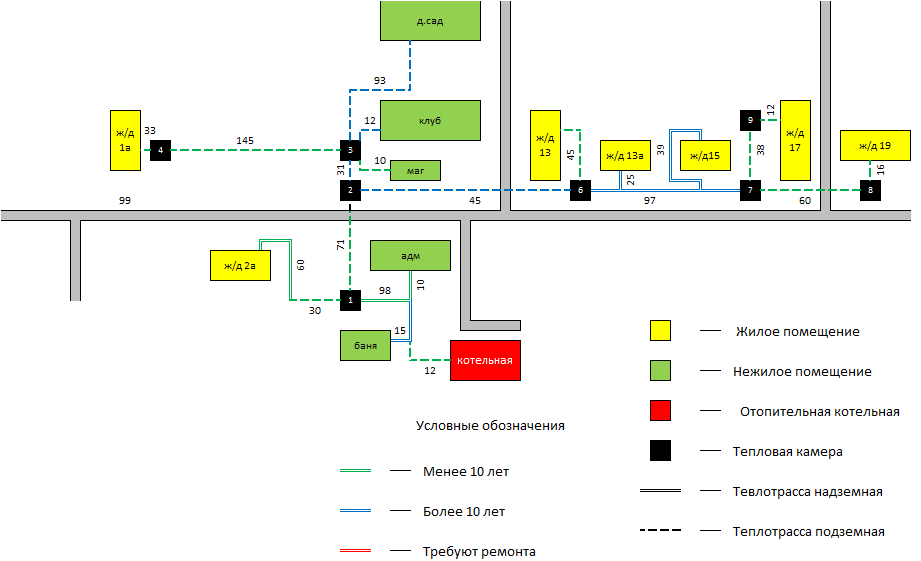 д.сад
93
12
клуб
ж/д
1а
33
4
145
3
10
маг
31
2
ж/д
13
45
ж/д 13а
25
39
ж/д15
9
12
ж/д
17
38
ж/д 19
16
6
7
8
99
45
97
60
71
адм
ж/д 2а
60
10
98
1
30
15
баня
12
котельная
Жилое помещение
Нежилое помещение
Отопительная котельная
Условные обозначения
Тепловая камера
Менее 10 лет
Тевлотрасса надземная
Более 10 лет
Теплотрасса подземная
Требуют ремонта